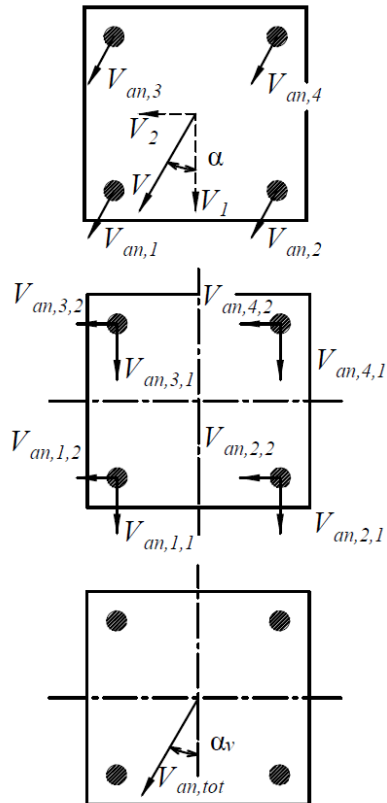 V_an,3 V_an,4
V_2 α
V V_1
V_an,1 V_an,2
V_an,3,2 V_an,4,2
V_an,3,1 V_an,4,1
V_an,1,2 V_an,2,2
V_an,1,1 V_an,2,1
α_v
V_an,tot